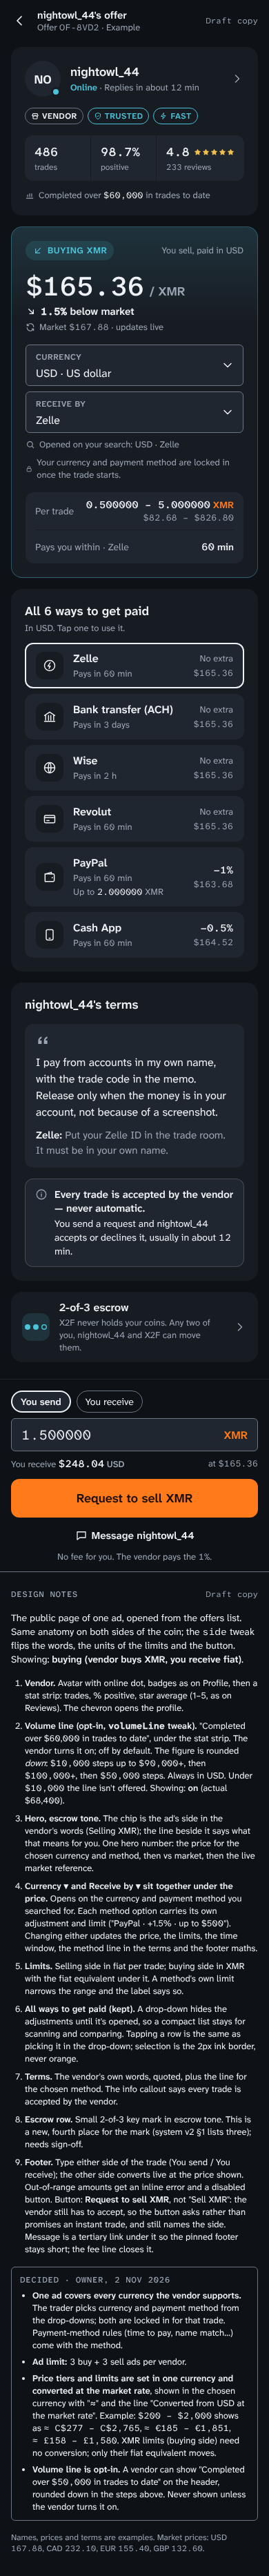 nightowl_44's offer
Offer OF-8VD2 · Example
Draft copy
NO
nightowl_44
Online · Replies in about 12 min
VENDOR
TRUSTED
FAST
486
trades
98.7%
positive
4.8 ★★★★★
233 reviews
Completed over $60,000 in trades to date
BUYING XMR
You sell, paid in USD
$165.36 / XMR
↘ 1.5% below market
Market $167.88 · updates live
CURRENCY
USD · US dollar
RECEIVE BY
Zelle
Opened on your search: USD · Zelle
Your currency and payment method are locked in
once the trade starts.
Per trade
0.500000 – 5.000000 XMR
$82.68 – $826.80
Pays you within · Zelle
60 min
All 6 ways to get paid
In USD. Tap one to use it.
Zelle
No extra
Pays in 60 min
$165.36
Bank transfer (ACH)
No extra
Pays in 3 days
$165.36
Wise
No extra
Pays in 2 h
$165.36
Revolut
No extra
Pays in 60 min
$165.36
PayPal
−1%
Pays in 60 min
$163.68
Up to 2.000000 XMR
Cash App
−0.5%
Pays in 60 min
$164.52
nightowl_44's terms
“
I pay from accounts in my own name,
with the trade code in the memo.
Release only when the money is in your
account, not because of a screenshot.
Zelle: Put your Zelle ID in the trade room.
It must be in your own name.
Every trade is accepted by the vendor
— never automatic.
You send a request and nightowl_44
accepts or declines it, usually in about 12
min.
2-of-3 escrow
X2F never holds your coins. Any two of
you, nightowl_44 and X2F can move
them.
You send
You receive
1.500000
XMR
You receive $248.04 USD
at $165.36
Request to sell XMR
Message nightowl_44
No fee for you. The vendor pays the 1%.
DESIGN NOTES
Draft copy
The public page of one ad, opened from the offers list.
Same anatomy on both sides of the coin; the side tweak
flips the words, the units of the limits and the button.
Showing: buying (vendor buys XMR, you receive fiat).
1. Vendor. Avatar with online dot, badges as on Profile, then a
stat strip: trades, % positive, star average (1–5, as on
Reviews). The chevron opens the profile.
2. Volume line (opt-in, volumeLine tweak). "Completed
over $60,000 in trades to date", under the stat strip. The
vendor turns it on; off by default. The figure is rounded
down: $10,000 steps up to $90,000+, then
$100,000+, then $50,000 steps. Always in USD. Under
$10,000 the line isn't offered. Showing: on (actual
$68,400).
3. Hero, escrow tone. The chip is the ad's side in the
vendor's words (Selling XMR); the line beside it says what
that means for you. One hero number: the price for the
chosen currency and method, then vs market, then the live
market reference.
4. Currency ▾ and Receive by ▾ sit together under the
price. Opens on the currency and payment method you
searched for. Each method option carries its own
adjustment and limit ("PayPal · +1.5% · up to $500").
Changing either updates the price, the limits, the time
window, the method line in the terms and the footer maths.
5. Limits. Selling side in fiat per trade; buying side in XMR
with the fiat equivalent under it. A method's own limit
narrows the range and the label says so.
6. All ways to get paid (kept). A drop-down hides the
adjustments until it's opened, so a compact list stays for
scanning and comparing. Tapping a row is the same as
picking it in the drop-down; selection is the 2px ink border,
never orange.
7. Terms. The vendor's own words, quoted, plus the line for
the chosen method. The info callout says every trade is
accepted by the vendor.
8. Escrow row. Small 2-of-3 key mark in escrow tone. This is
a new, fourth place for the mark (system v2 §1 lists three);
needs sign-off.
9. Footer. Type either side of the trade (You send / You
receive); the other side converts live at the price shown.
Out-of-range amounts get an inline error and a disabled
button. Button: Request to sell XMR, not "Sell XMR": the
vendor still has to accept, so the button asks rather than
promises an instant trade, and still names the side.
Message is a tertiary link under it so the pinned footer
stays short; the fee line closes it.
DECIDED · OWNER, 2 NOV 2026
• One ad covers every currency the vendor supports.
The trader picks currency and payment method from
the drop-downs; both are locked in once a trade starts.
Payment-method rules (time to pay, name match…)
come with the method.
• Ad limit: 3 buy + 3 sell ads per vendor.
• Price tiers and limits are set in one currency and
converted at the market rate, shown in the chosen
currency with "≈" and the line "Converted from USD at
the market rate". Example: $200 – $2,000 shows
as ≈ C$277 – C$2,765, ≈ €185 – €1,851,
≈ £158 – £1,580. XMR limits (buying side) need
no conversion; only their fiat equivalent moves.
• Volume line is opt-in. A vendor can show "Completed
over $50,000 in trades to date" on the header,
rounded down in the steps above. Never shown unless
the vendor turns it on.
Names, prices and terms are examples. Market prices: USD
167.88, CAD 232.10, EUR 155.40, GBP 132.60.